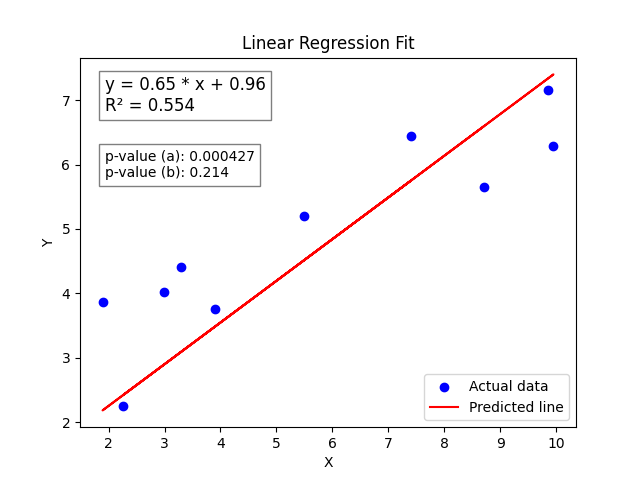 Linear Regression Fit
y = 0.65 * x + 0.96
R² = 0.554
p-value (a): 0.000427
p-value (b): 0.214
7
6
5
4
3
2
Y
Actual data
Predicted line
2 3 4 5 6 7 8 9 10
X